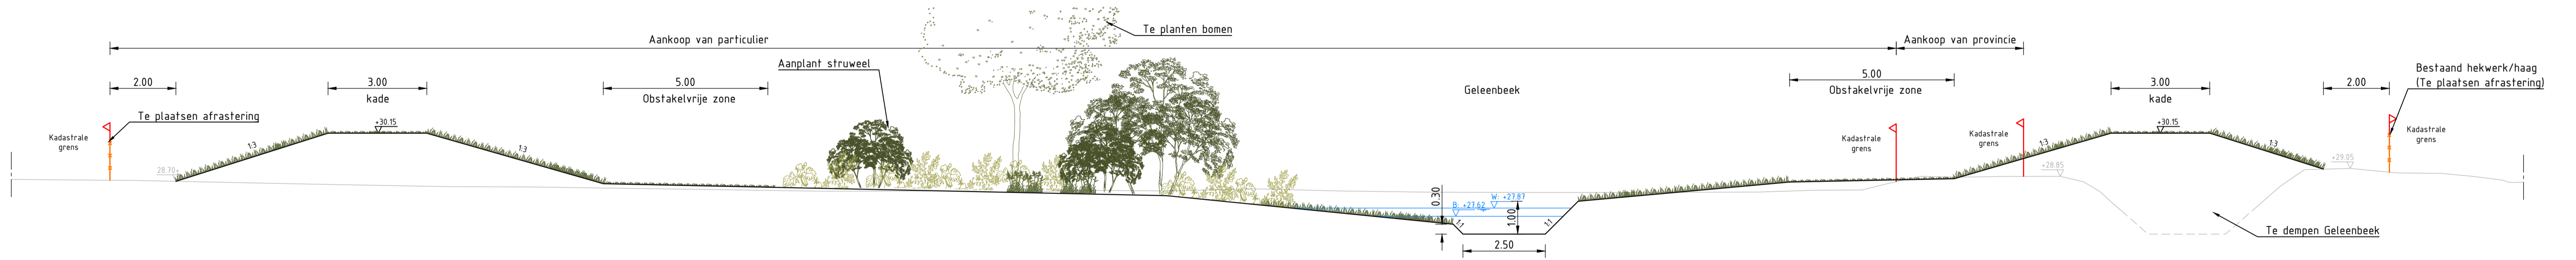 Te planten bomen
Aankoop van particulier
Aankoop van provincie
Aanplant struweel
Bestaand hekwerk/haag
(Te plaatsen afrastering)
2.00
3.00
kade
5.00
Obstakelvrije zone
Geleenbeek
5.00
Obstakelvrije zone
3.00
kade
2.00
Te plaatsen afrastering
Kadastrale
grens
+30.15
1:3
1:3
28.70+
Kadastrale
grens
Kadastrale
grens
+30.15
1:3
1:3
Kadastrale
grens
+28.85
+29.05
0.30
B: +27.62
W: +27.87
1.00
1:1
1:1
2.50
Te dempen Geleenbeek